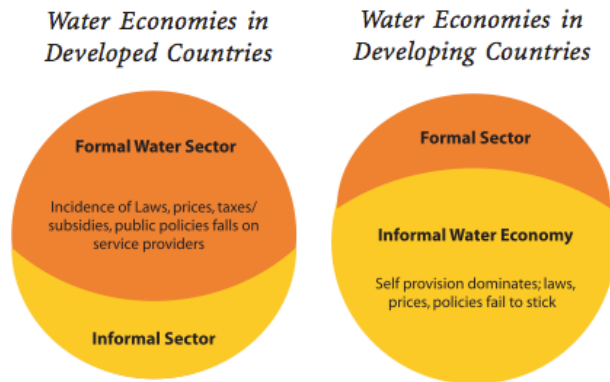 Water Economies in
Developed Countries
Formal Water Sector
Incidence of Laws, prices, taxes/
subsidies, public policies falls on
service providers
Informal Sector
Water Economies in
Developing Countries
Formal Sector
Informal Water Economy
Self provision dominates; laws,
prices, policies fail to stick